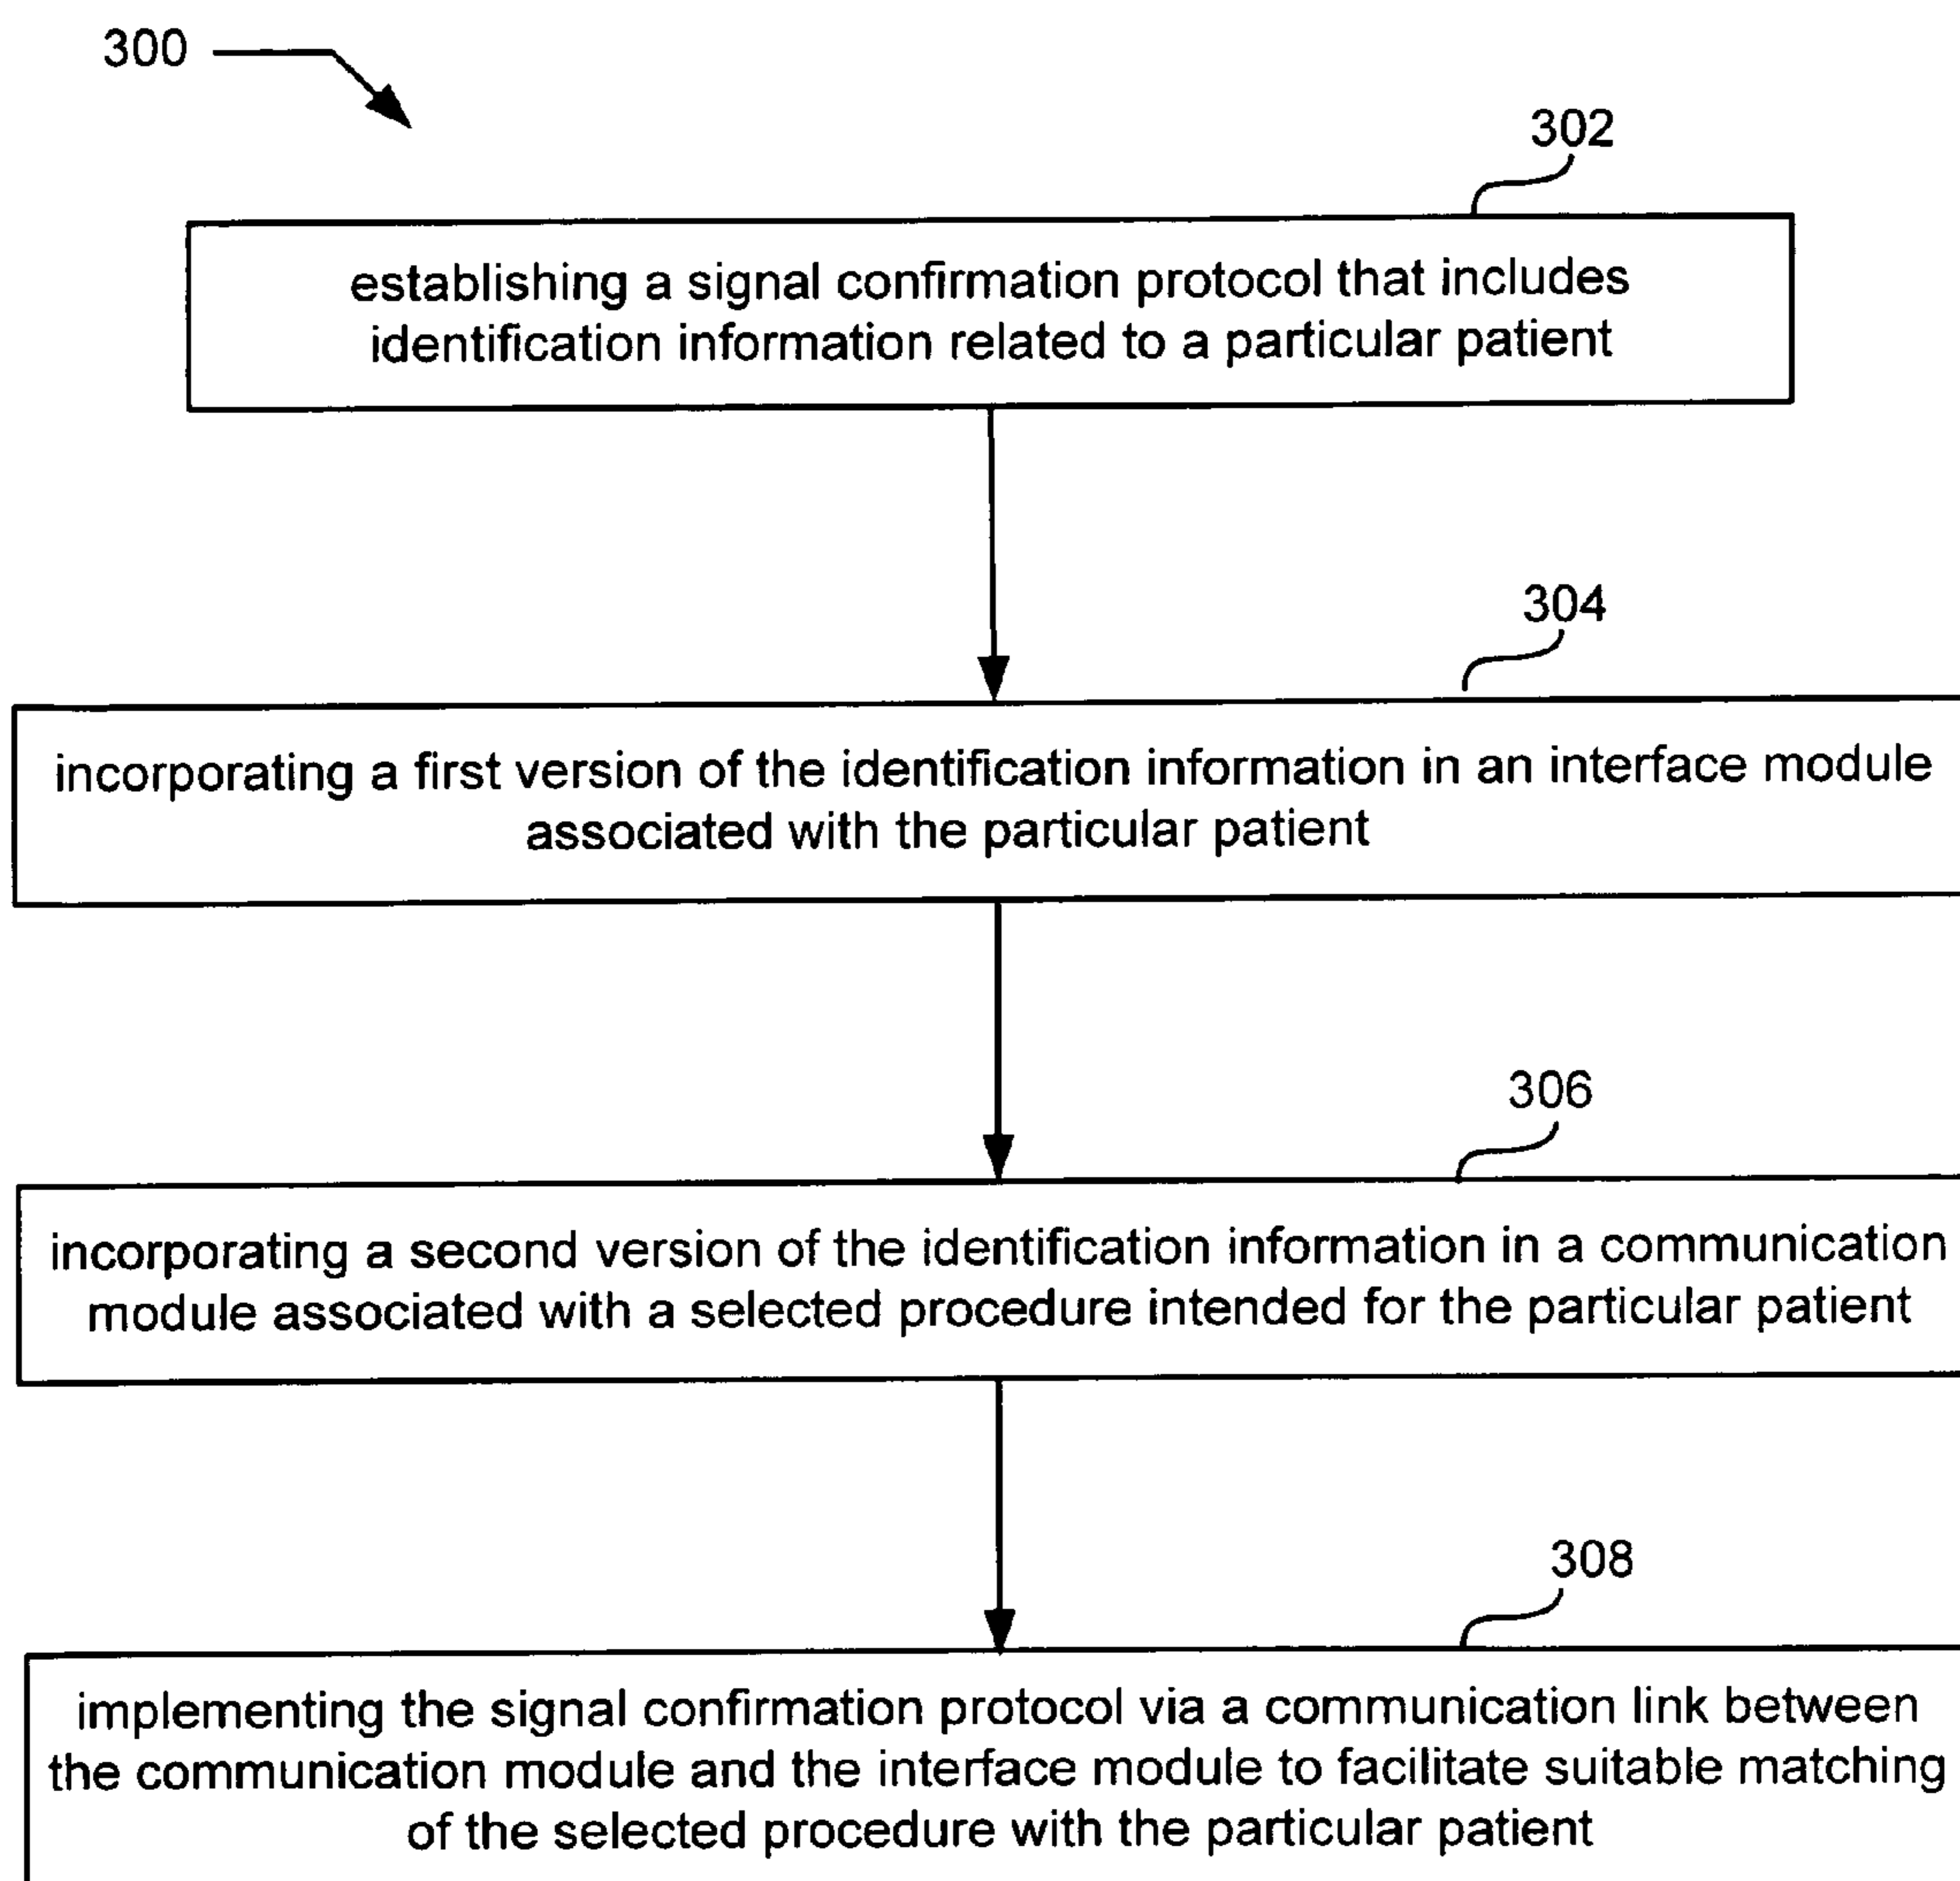 300
302
establishing a signal confirmation protocol that includes
identification information related to a particular patient
304
incorporating a first version of the identification information in an interface module
associated with the particular patient
306
incorporating a second version of the identification information in a communication
module associated with a selected procedure intended for the particular patient
308
implementing the signal confirmation protocol via a communication link between
the communication module and the interface module to facilitate suitable matching
of the selected procedure with the particular patient